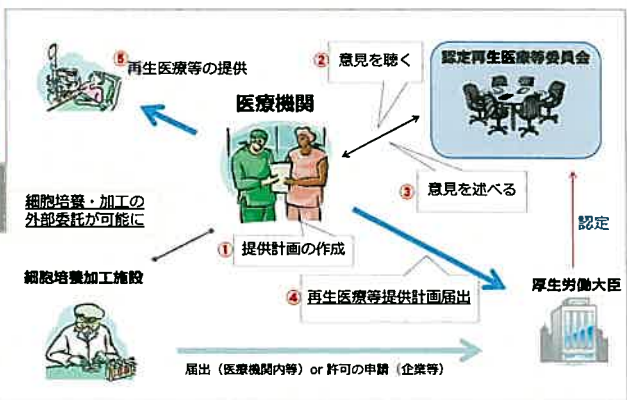 ⑤ 再生医療等の提供
② 意見を聴く
認定再生医療等委員会
医療機関
③ 意見を述べる
細胞培養・加工の
外部委託が可能に
認定
① 提供計画の作成
細胞培養加工施設
④ 再生医療等提供計画届出
厚生労働大臣
届出（医療機関内等）or 許可の申請（企業等）